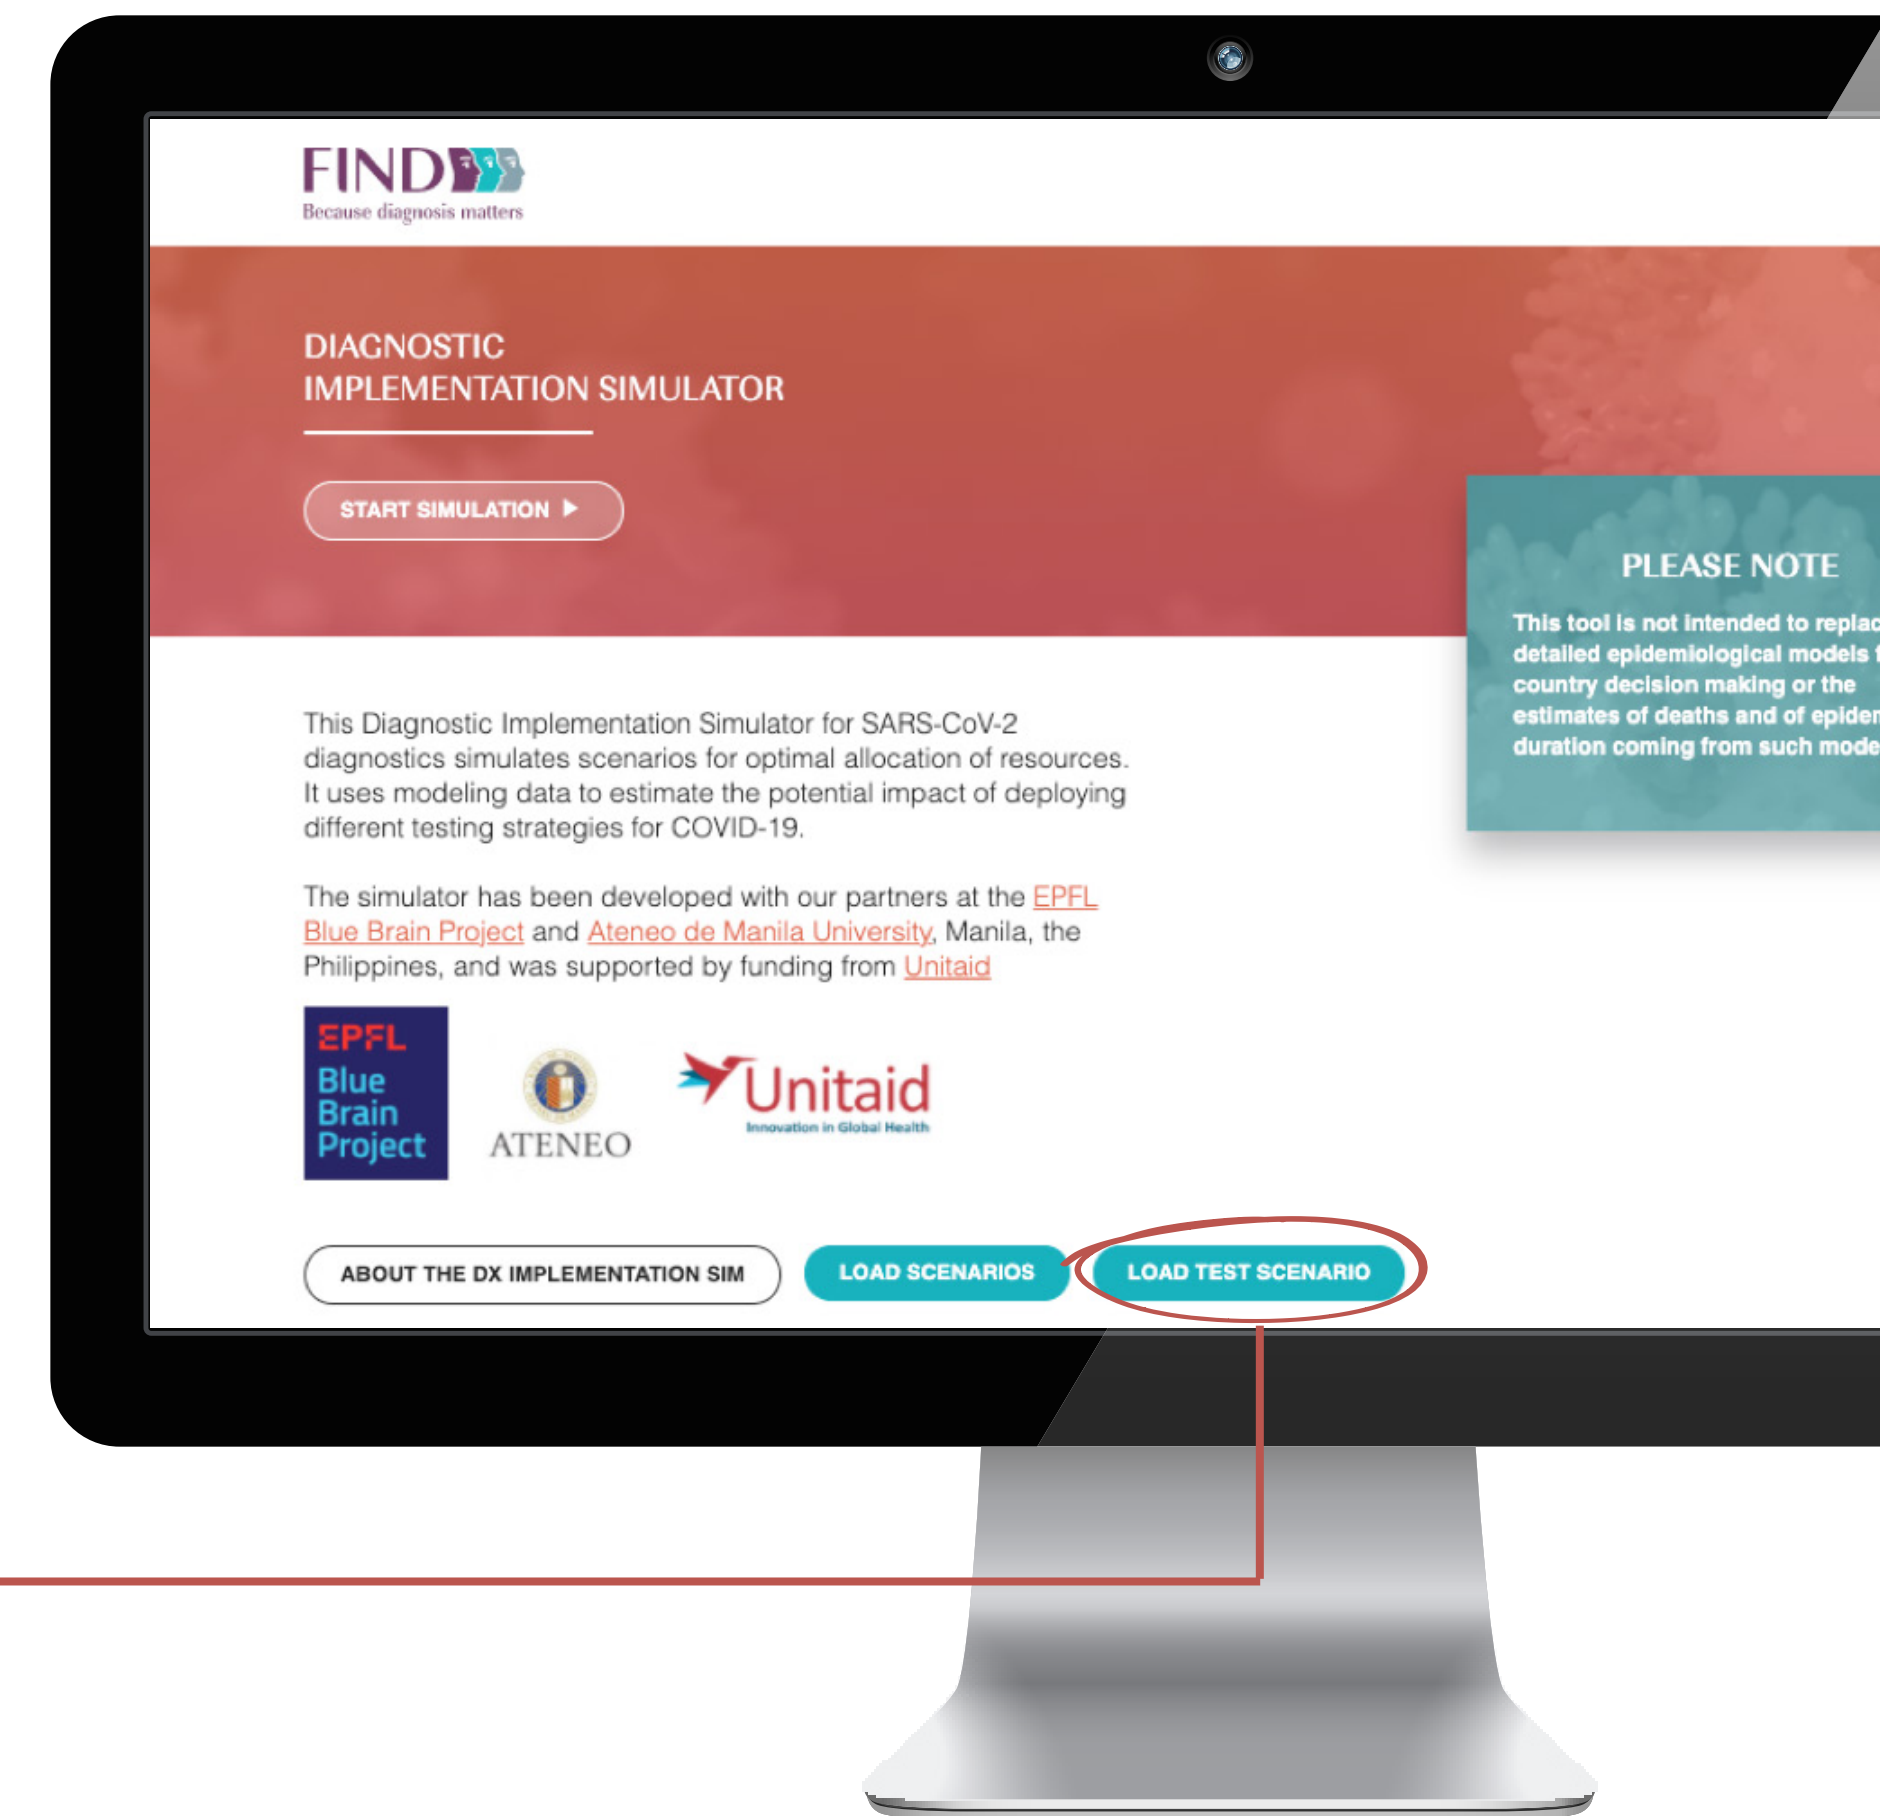 FIND
Because diagnosis matters
DIAGNOSTIC
IMPLEMENTATION SIMULATOR
START SIMULATION
PLEASE NOTE
This tool is not intended to replac
detailed epidemiological models
country decision making or the
estimates of deaths and of epidem
duration coming from such mode
This Diagnostic Implementation Simulator for SARS-CoV-2
diagnostics simulates scenarios for optimal allocation of resources.
It uses modeling data to estimate the potential impact of deploying
different testing strategies for COVID-19.
The simulator has been developed with our partners at the EPFL
Blue Brain Project and Ateneo de Manila University, Manila, the
Philippines, and was supported by funding from Unitaid
EPFL
Blue
Brain
Project
ATENEO
Unitaid
Innovation in Global Health
ABOUT THE DX IMPLEMENTATION SIM
LOAD SCENARIOS
LOAD TEST SCENARIO